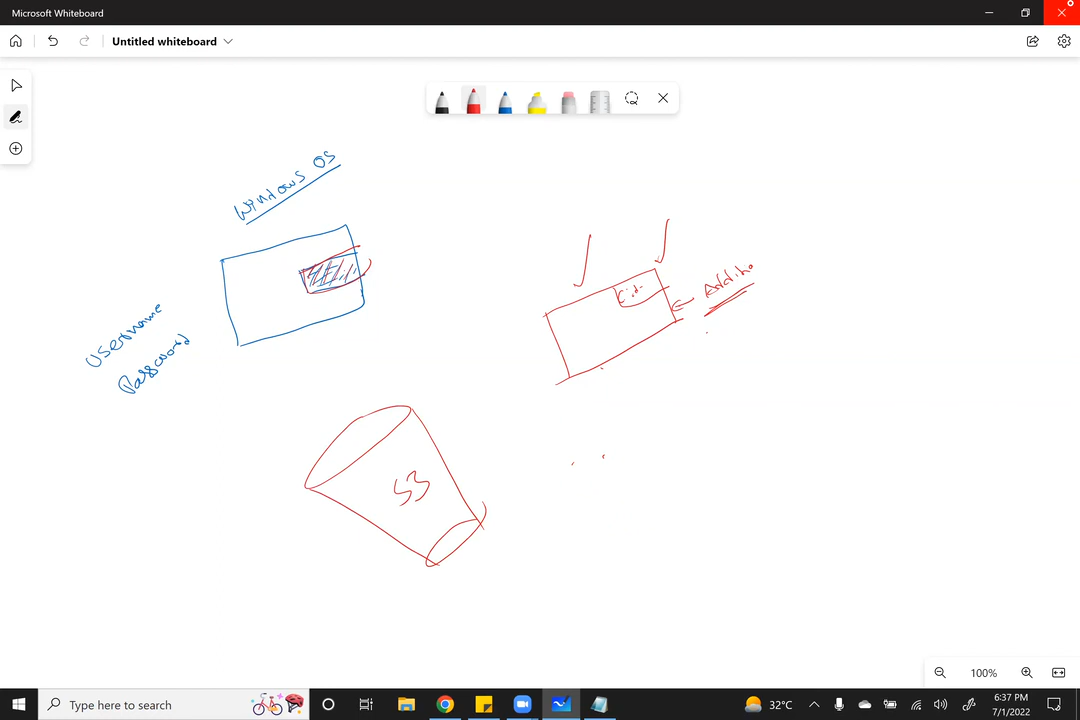 Microsoft Whiteboard
Untitled whiteboard
Windows OS
Username
Password
S3
100%
Type here to search
32°C
6:37 PM
7/1/2022